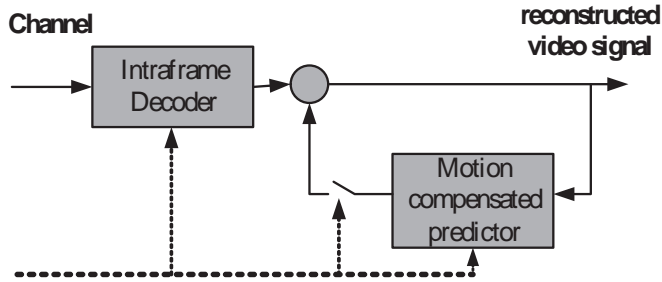 Channel
reconstructed
video signal
Intraframe
Decoder
Motion
compensated
predictor